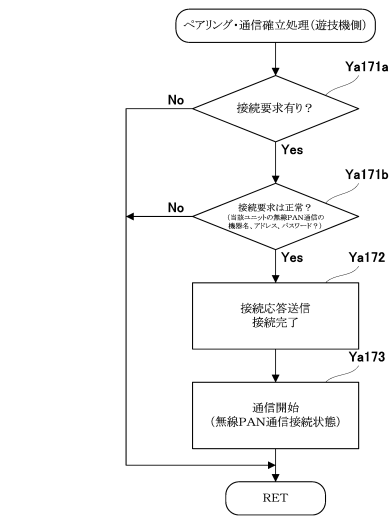 ペアリング・通信確立処理（遊技機側）
Ya171a
接続要求有り？
No
Yes
Ya171b
接続要求は正常？
（当該ユニットの無線PAN通信の
機器名、アドレス、パスワード？）
No
Yes
Ya172
接続応答送信
接続完了
Ya173
通信開始
（無線PAN通信接続状態）
RET